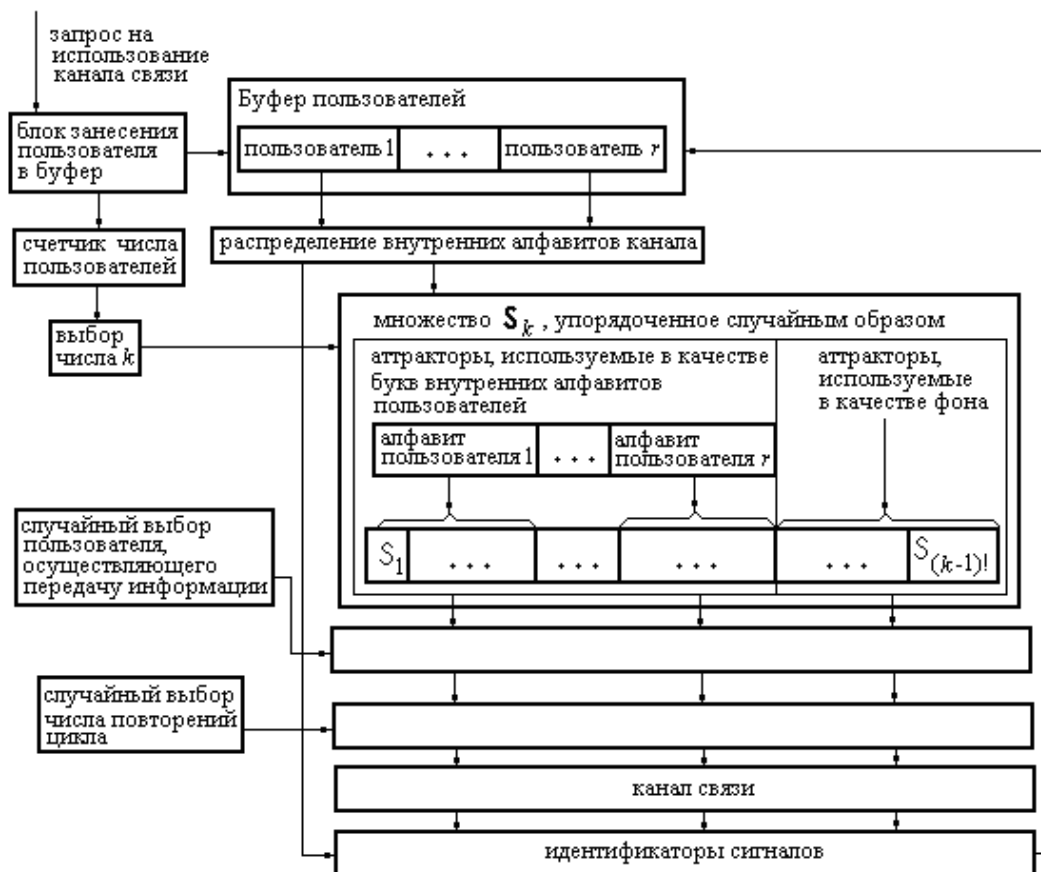 запрос на
использование
канала связи
Буфер пользователей
блок занесения
пользователя
в буфер
пользователь 1 . . . пользователь r
счетчик числа
пользователей
распределение внутренних алфавитов канала
выбор
числа k
множество S k , упорядоченное случайным образом
аттракторы, используемые в качестве
букв внутренних алфавитов
пользователей
аттракторы,
используемые
в качестве фона
алфавит
пользователя 1
. . .
алфавит
пользователя r
случайный выбор
пользователя,
осуществляющего
передачу информации
S1 . . . . . . . . . . . . S(k-1)!
случайный выбор
числа повторений
цикла
канал связи
идентификаторы сигналов